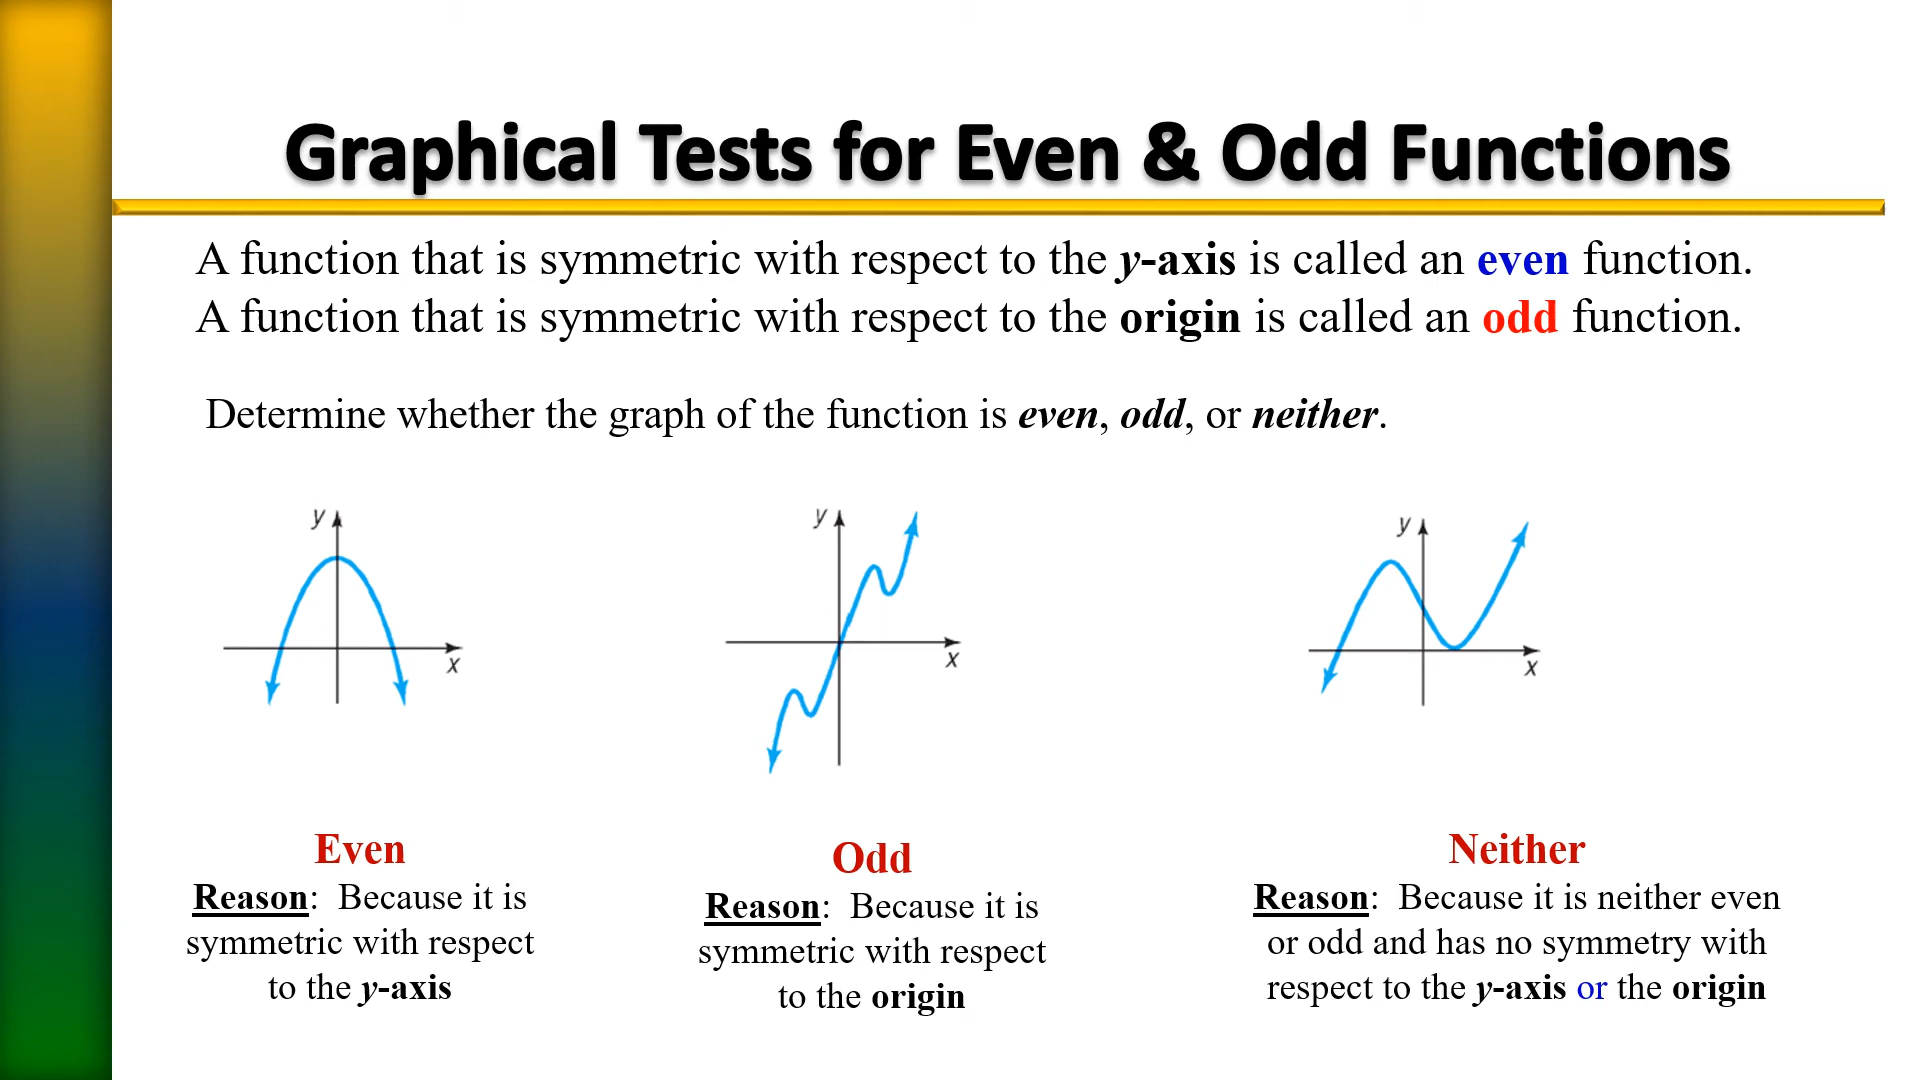 Graphical Tests for Even & Odd Functions
A function that is symmetric with respect to the y-axis is called an even function.
A function that is symmetric with respect to the origin is called an odd function.
Determine whether the graph of the function is even, odd, or neither.
y
x
y
x
y
x
Even
Reason: Because it is
symmetric with respect
to the y-axis
Odd
Reason: Because it is
symmetric with respect
to the origin
Neither
Reason: Because it is neither even
or odd and has no symmetry with
respect to the y-axis or the origin